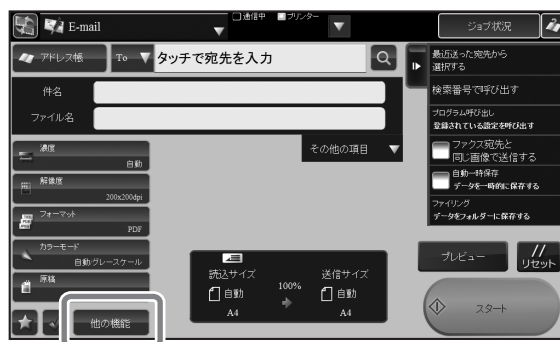 E-mail
通信中
プリンター
ジョブ状況
アドレス帳
To
タッチで宛先を入力
件名
ファイル名
その他の項目
濃度
自動
解像度
200x200dpi
フォーマット
PDF
カラーモード
自動/グレースケール
原稿
他の機能
読込サイズ
自動
A4
100%
送信サイズ
自動
A4
最近送った宛先から
選択する
検索番号で呼び出す
プログラム呼び出し
登録されている設定を呼び出す
ファクス宛先と
同じ画像で送信する
自動一時保存
データを一時的に保存する
ファイリング
データをフォルダーに保存する
プレビュー
リセット
スタート